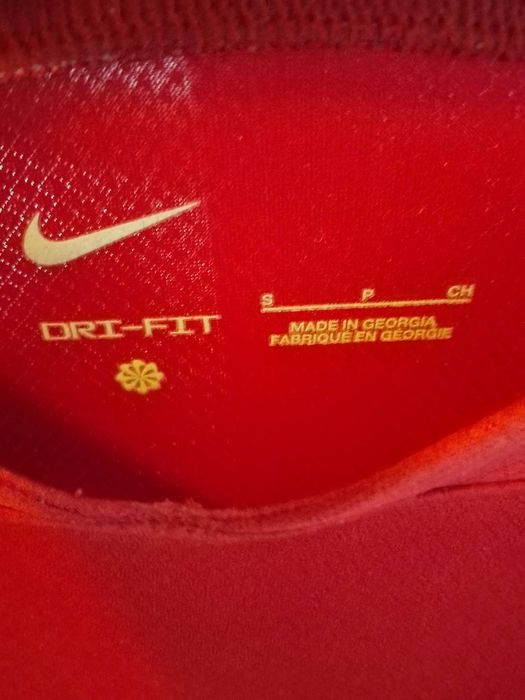 DRI-FIT
S P CH
MADE IN GEORGIA
FABRIQUÉ EN GÉORGIE